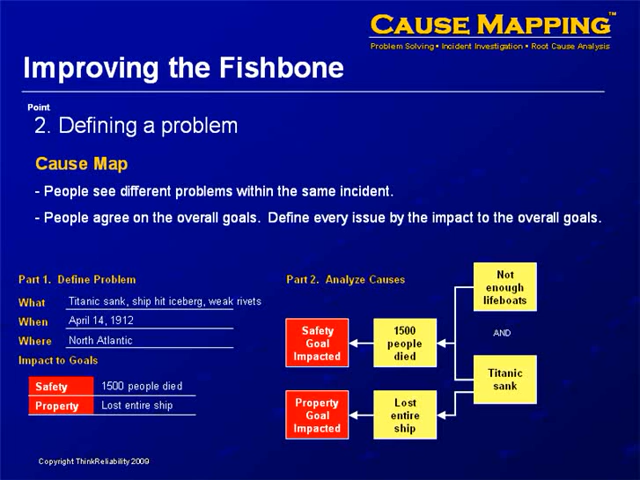 CAUSE MAPPING™
Problem Solving • Incident Investigation • Root Cause Analysis
Improving the Fishbone
Point
2. Defining a problem
Cause Map
- People see different problems within the same incident.
- People agree on the overall goals. Define every issue by the impact to the overall goals.
Part 1. Define Problem
What Titanic sank, ship hit iceberg, weak rivets
When April 14, 1912
Where North Atlantic
Impact to Goals
Safety 1500 people died
Property Lost entire ship
Part 2. Analyze Causes
Safety
Goal
Impacted
1500
people
died
Not
enough
lifeboats
AND
Titanic
sank
Property
Goal
Impacted
Lost
entire
ship
Copyright ThinkReliability 2009